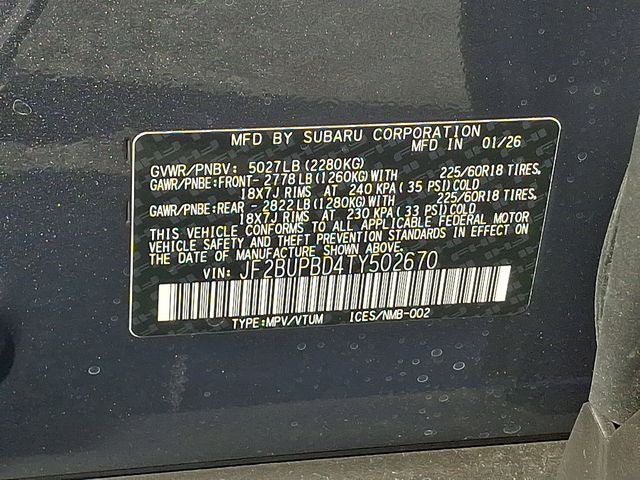 MFD BY SUBARU CORPORATION
MFD IN 01/26
GVWR/PNBV: 5027LB (2280KG)
GAWR/PNBE:FRONT- 2778 LB (1260KG) WITH 225/60R18 TIRES,
18X7J RIMS AT 240 KPA ( 35 PSI) COLD
GAWR/PNBE:REAR - 2822 LB (1280KG) WITH 225/60R18 TIRES,
18X7J RIMS AT 230 KPA ( 33 PSI) COLD
THIS VEHICLE CONFORMS TO ALL APPLICABLE FEDERAL MOTOR
VEHICLE SAFETY AND THEFT PREVENTION STANDARDS IN EFFECT ON
THE DATE OF MANUFACTURE SHOWN ABOVE.
VIN: JF2BUPBD4TY502670
TYPE:MPV/VTUM ICES/NMB-002